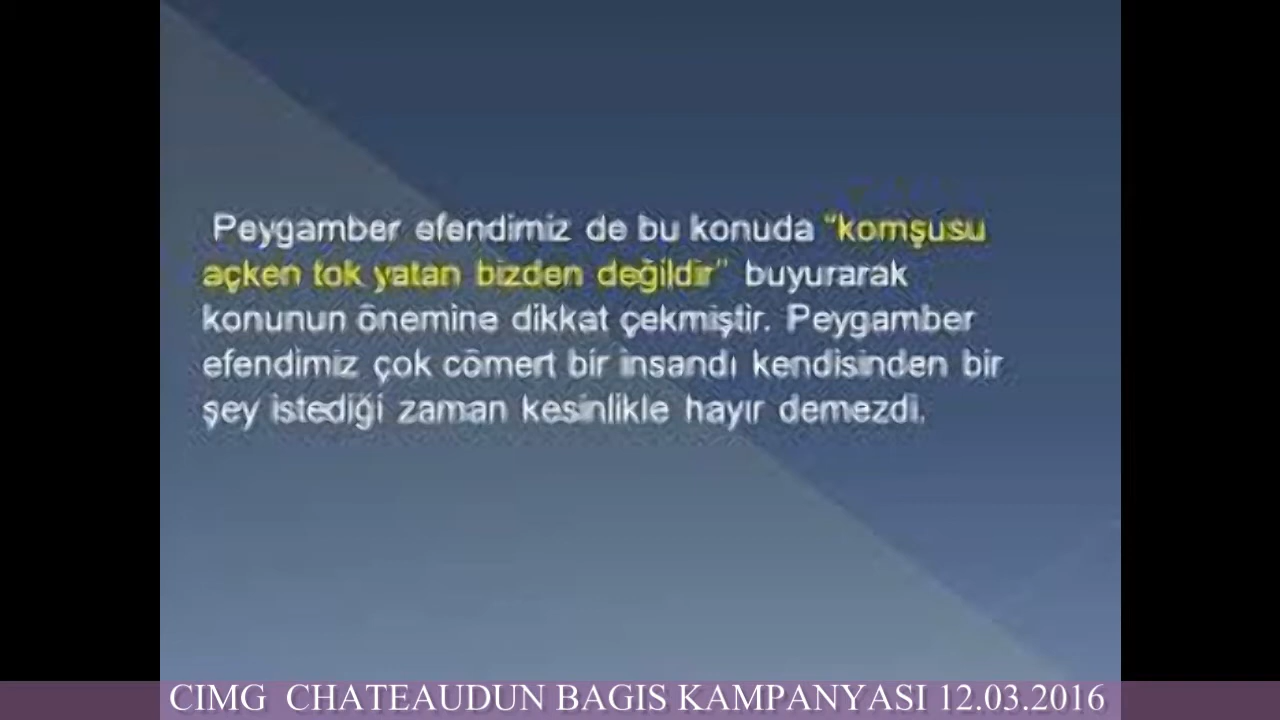 Peygamber efendimiz de bu konuda “komşusu
açken tok yatan bizden değildir” buyurarak
konunun önemine dikkat çekmiştir. Peygamber
efendimiz çok cömert bir insandı kendisinden bir
şey istediği zaman kesinlikle hayır demezdi.
CIMG CHATEAUDUN BAGIS KAMPANYASI 12.03.2016